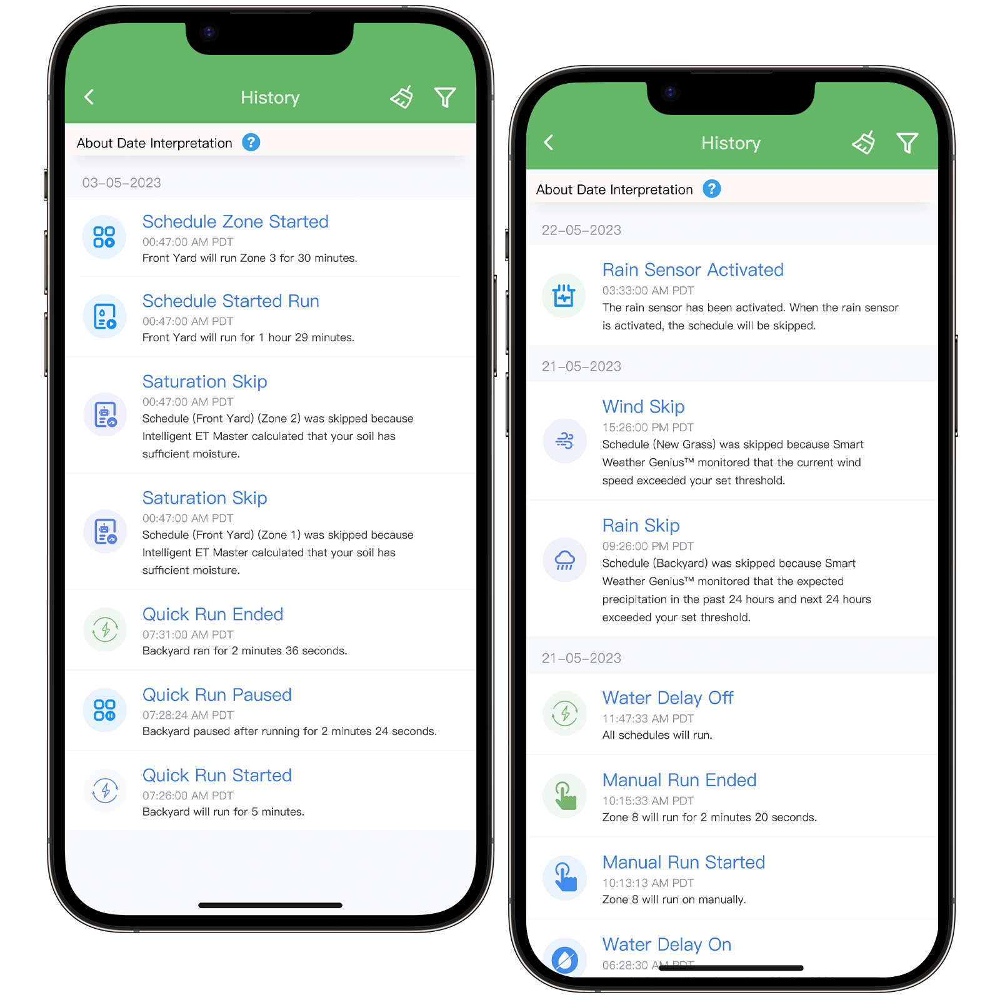 History
About Date Interpretation ?
03-05-2023
Schedule Zone Started
00:47:00 AM PDT
Front Yard will run Zone 3 for 30 minutes.
Schedule Started Run
00:47:00 AM PDT
Front Yard will run for 1 hour 29 minutes.
Saturation Skip
00:47:00 AM PDT
Schedule (Front Yard) (Zone 2) was skipped because
Intelligent ET Master calculated that your soil has
sufficient moisture.
Saturation Skip
00:47:00 AM PDT
Schedule (Front Yard) (Zone 1) was skipped because
Intelligent ET Master calculated that your soil has
sufficient moisture.
Quick Run Ended
07:31:00 AM PDT
Backyard ran for 2 minutes 36 seconds.
Quick Run Paused
07:28:24 AM PDT
Backyard paused after running for 2 minutes 24 seconds.
Quick Run Started
07:26:00 AM PDT
Backyard will run for 5 minutes.
History
About Date Interpretation ?
22-05-2023
Rain Sensor Activated
03:33:00 AM PDT
The rain sensor has been activated. When the rain sensor
is activated, the schedule will be skipped.
21-05-2023
Wind Skip
15:26:00 PM PDT
Schedule (New Grass) was skipped because Smart
Weather Genius™ monitored that the current wind
speed exceeded your set threshold.
Rain Skip
09:26:00 PM PDT
Schedule (Backyard) was skipped because Smart
Weather Genius™ monitored that the expected
precipitation in the past 24 hours and next 24 hours
exceeded your set threshold.
21-05-2023
Water Delay Off
11:47:33 AM PDT
All schedules will run.
Manual Run Ended
10:15:33 AM PDT
Zone 8 will run for 2 minutes 20 seconds.
Manual Run Started
10:13:13 AM PDT
Zone 8 will run on manually.
Water Delay On
06:28:30 AM PDT